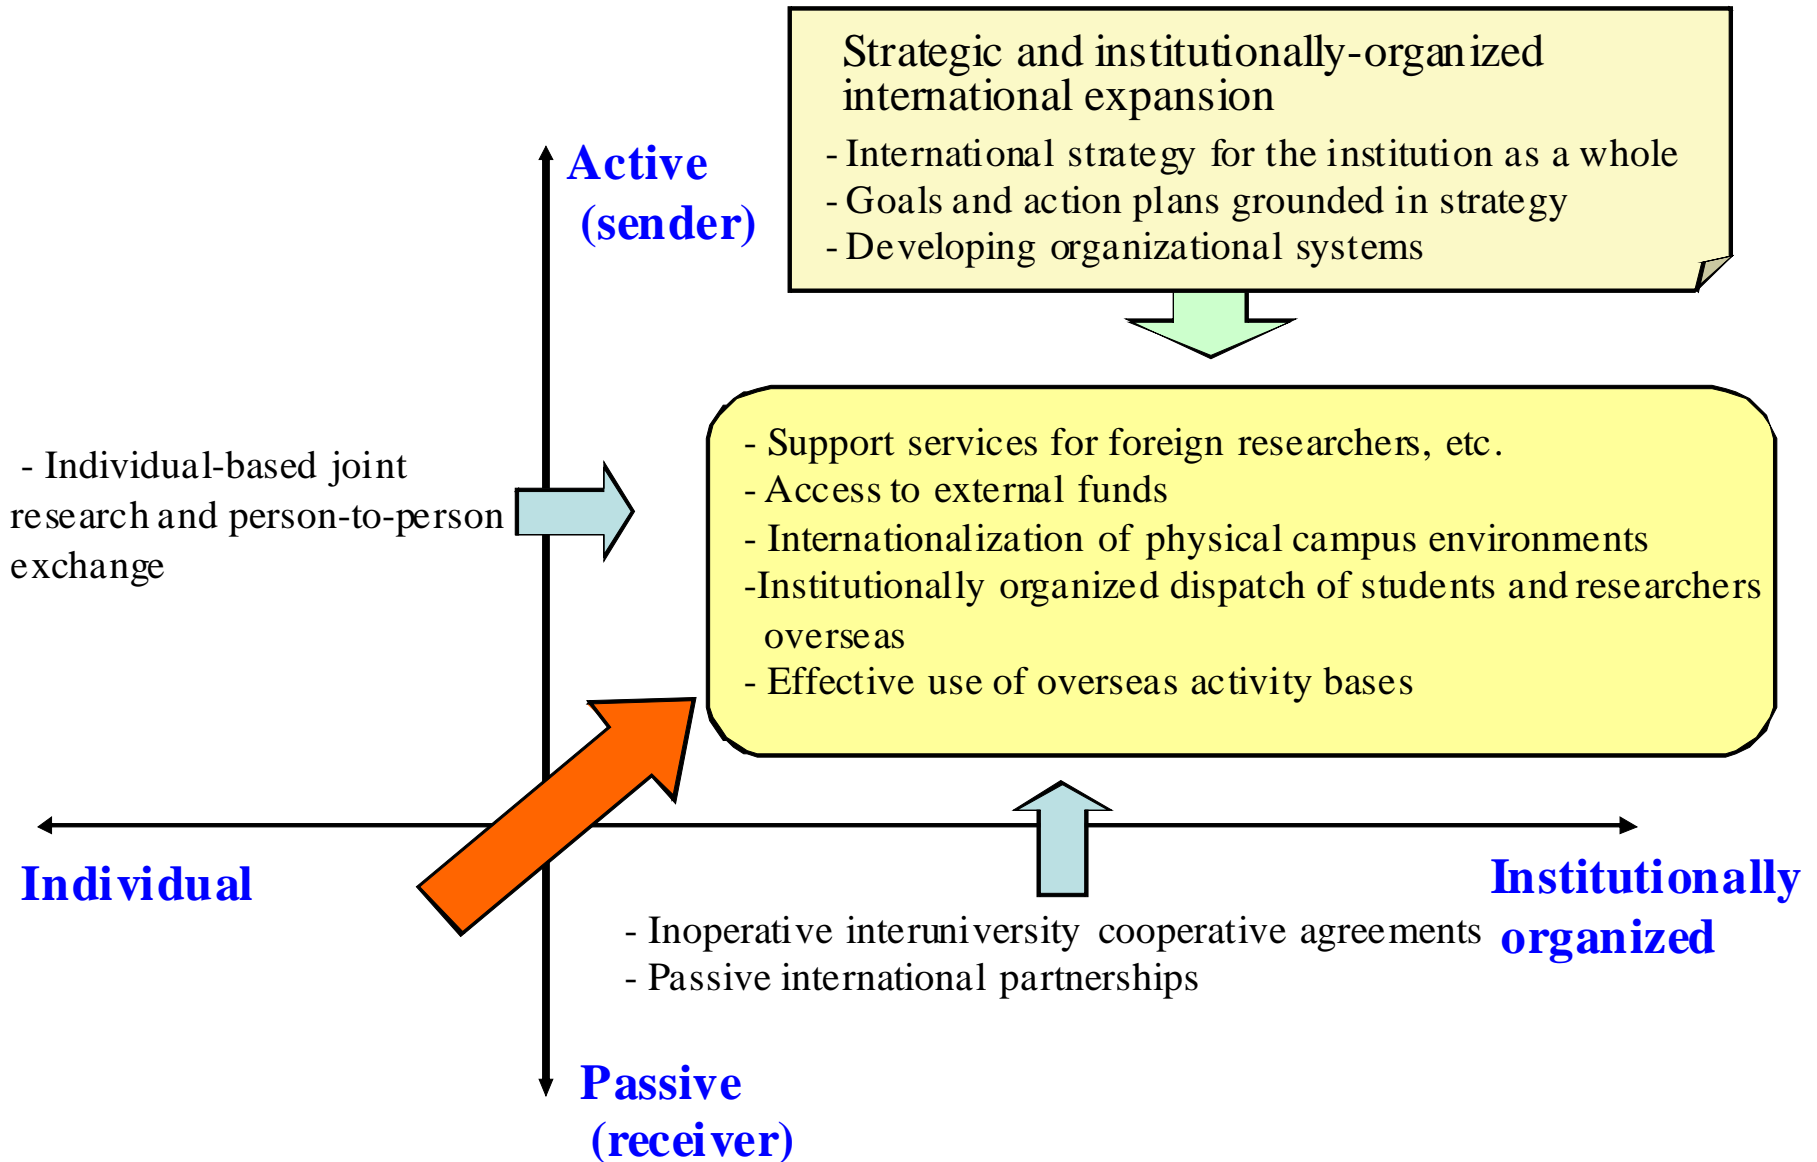 Strategic and institutionally-organized
international expansion
- International strategy for the institution as a whole
- Goals and action plans grounded in strategy
- Developing organizational systems
Active
(sender)
- Individual-based joint
research and person-to-person
exchange
- Support services for foreign researchers, etc.
- Access to external funds
- Internationalization of physical campus environments
-Institutionally organized dispatch of students and researchers
overseas
- Effective use of overseas activity bases
Individual
Institutionally
organized
- Inoperative interuniversity cooperative agreements
- Passive international partnerships
Passive
(receiver)